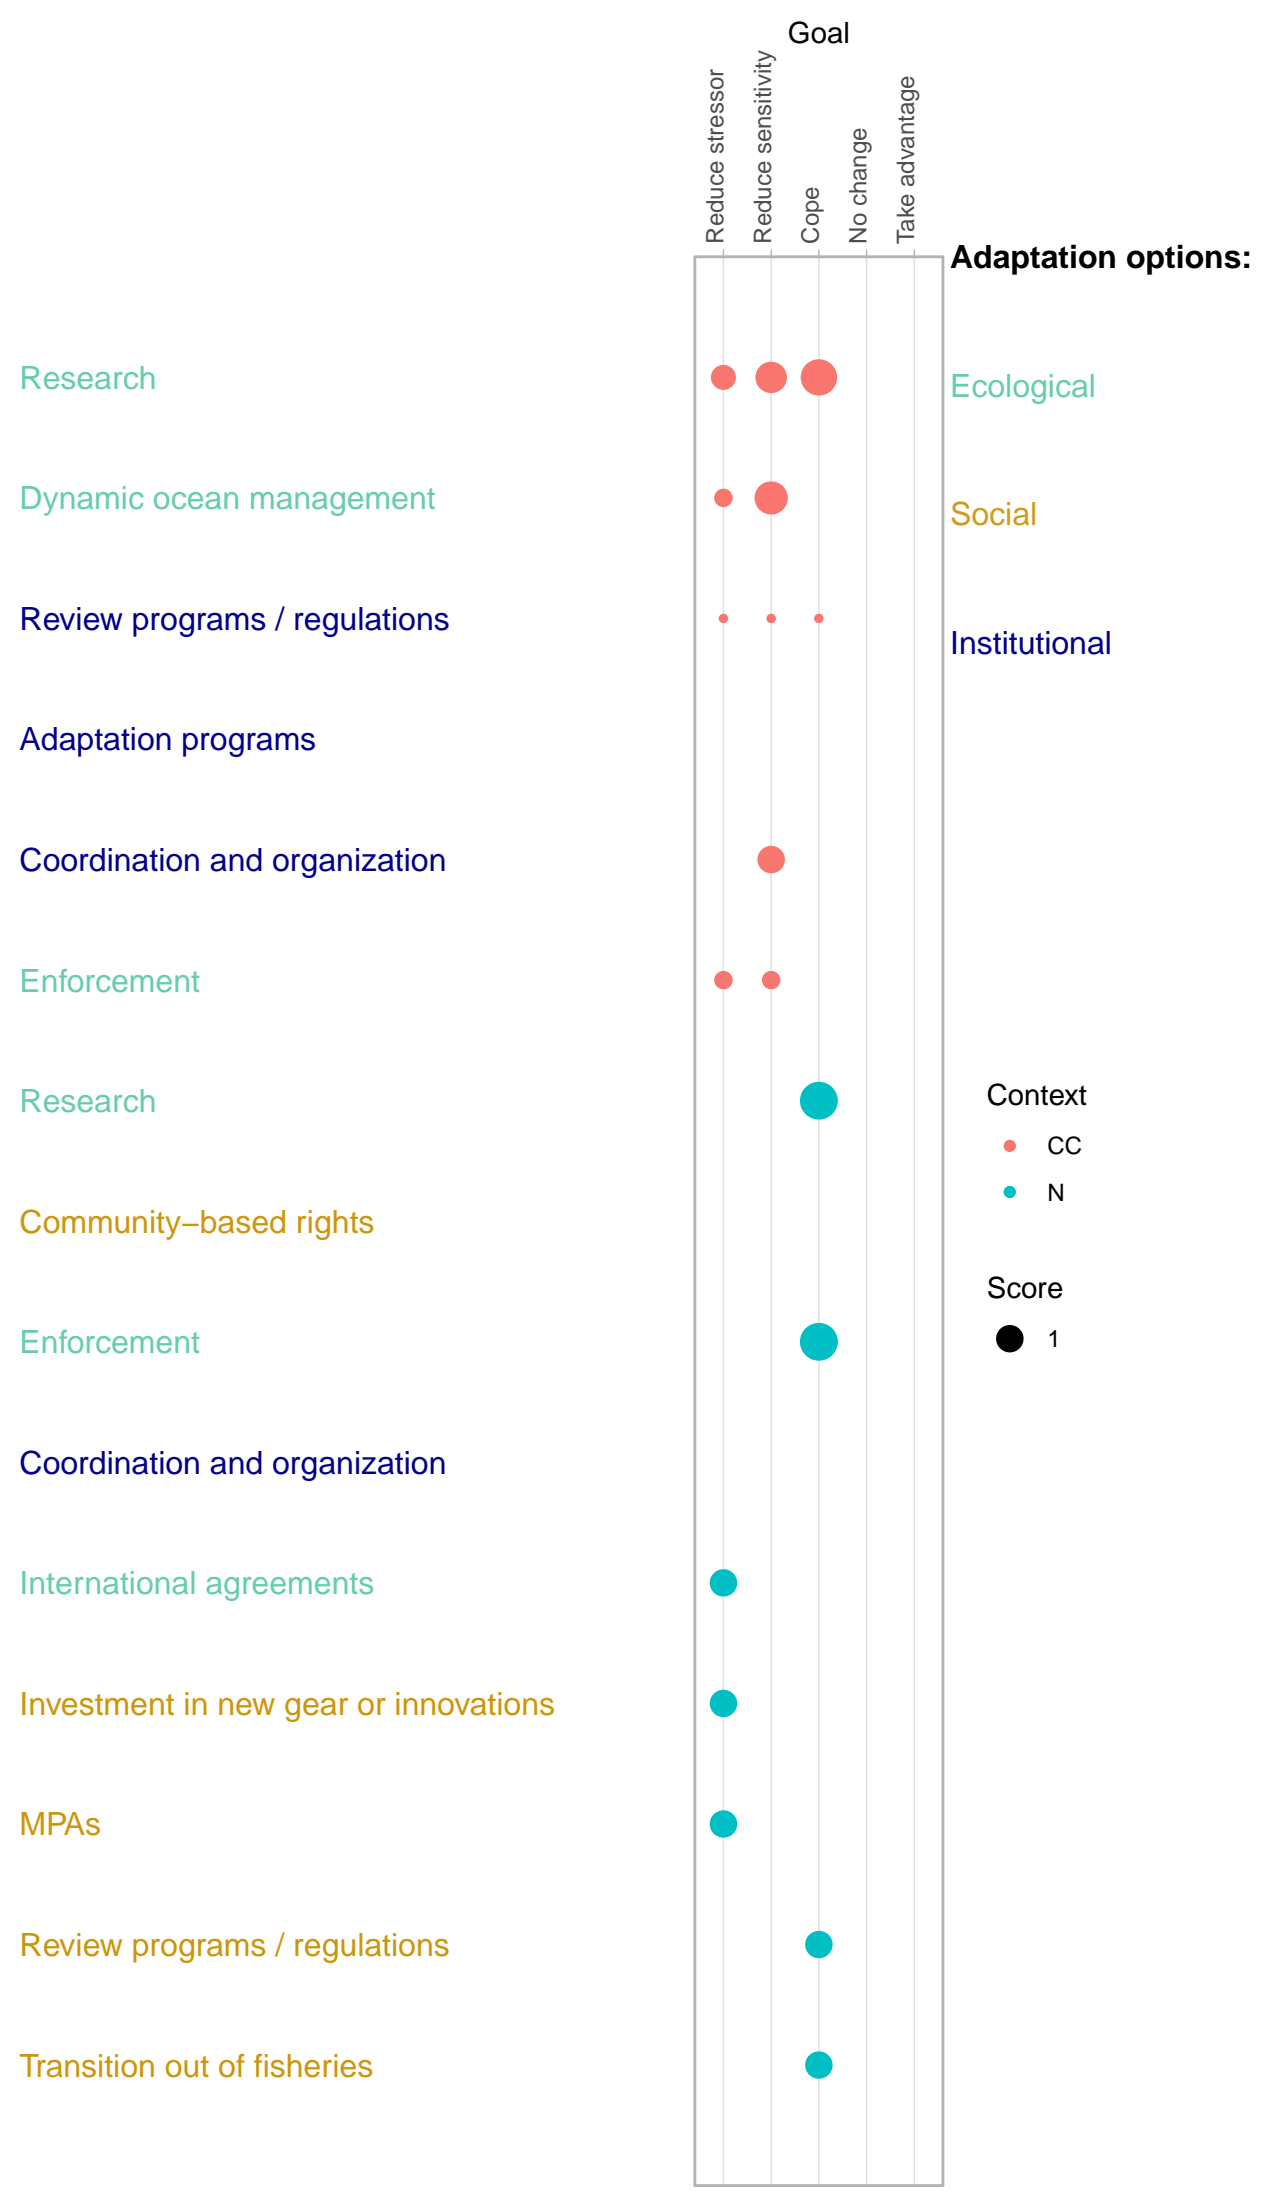 Goal
Reduce stressor
Reduce sensitivity
Cope
No change
Take advantage
Adaptation options:
Research
Ecological
Dynamic ocean management
Social
Review programs / regulations
Institutional
Adaptation programs
Coordination and organization
Enforcement
Research
Context
CC
N
Community−based rights
Score
1
Enforcement
Coordination and organization
International agreements
Investment in new gear or innovations
MPAs
Review programs / regulations
Transition out of fisheries